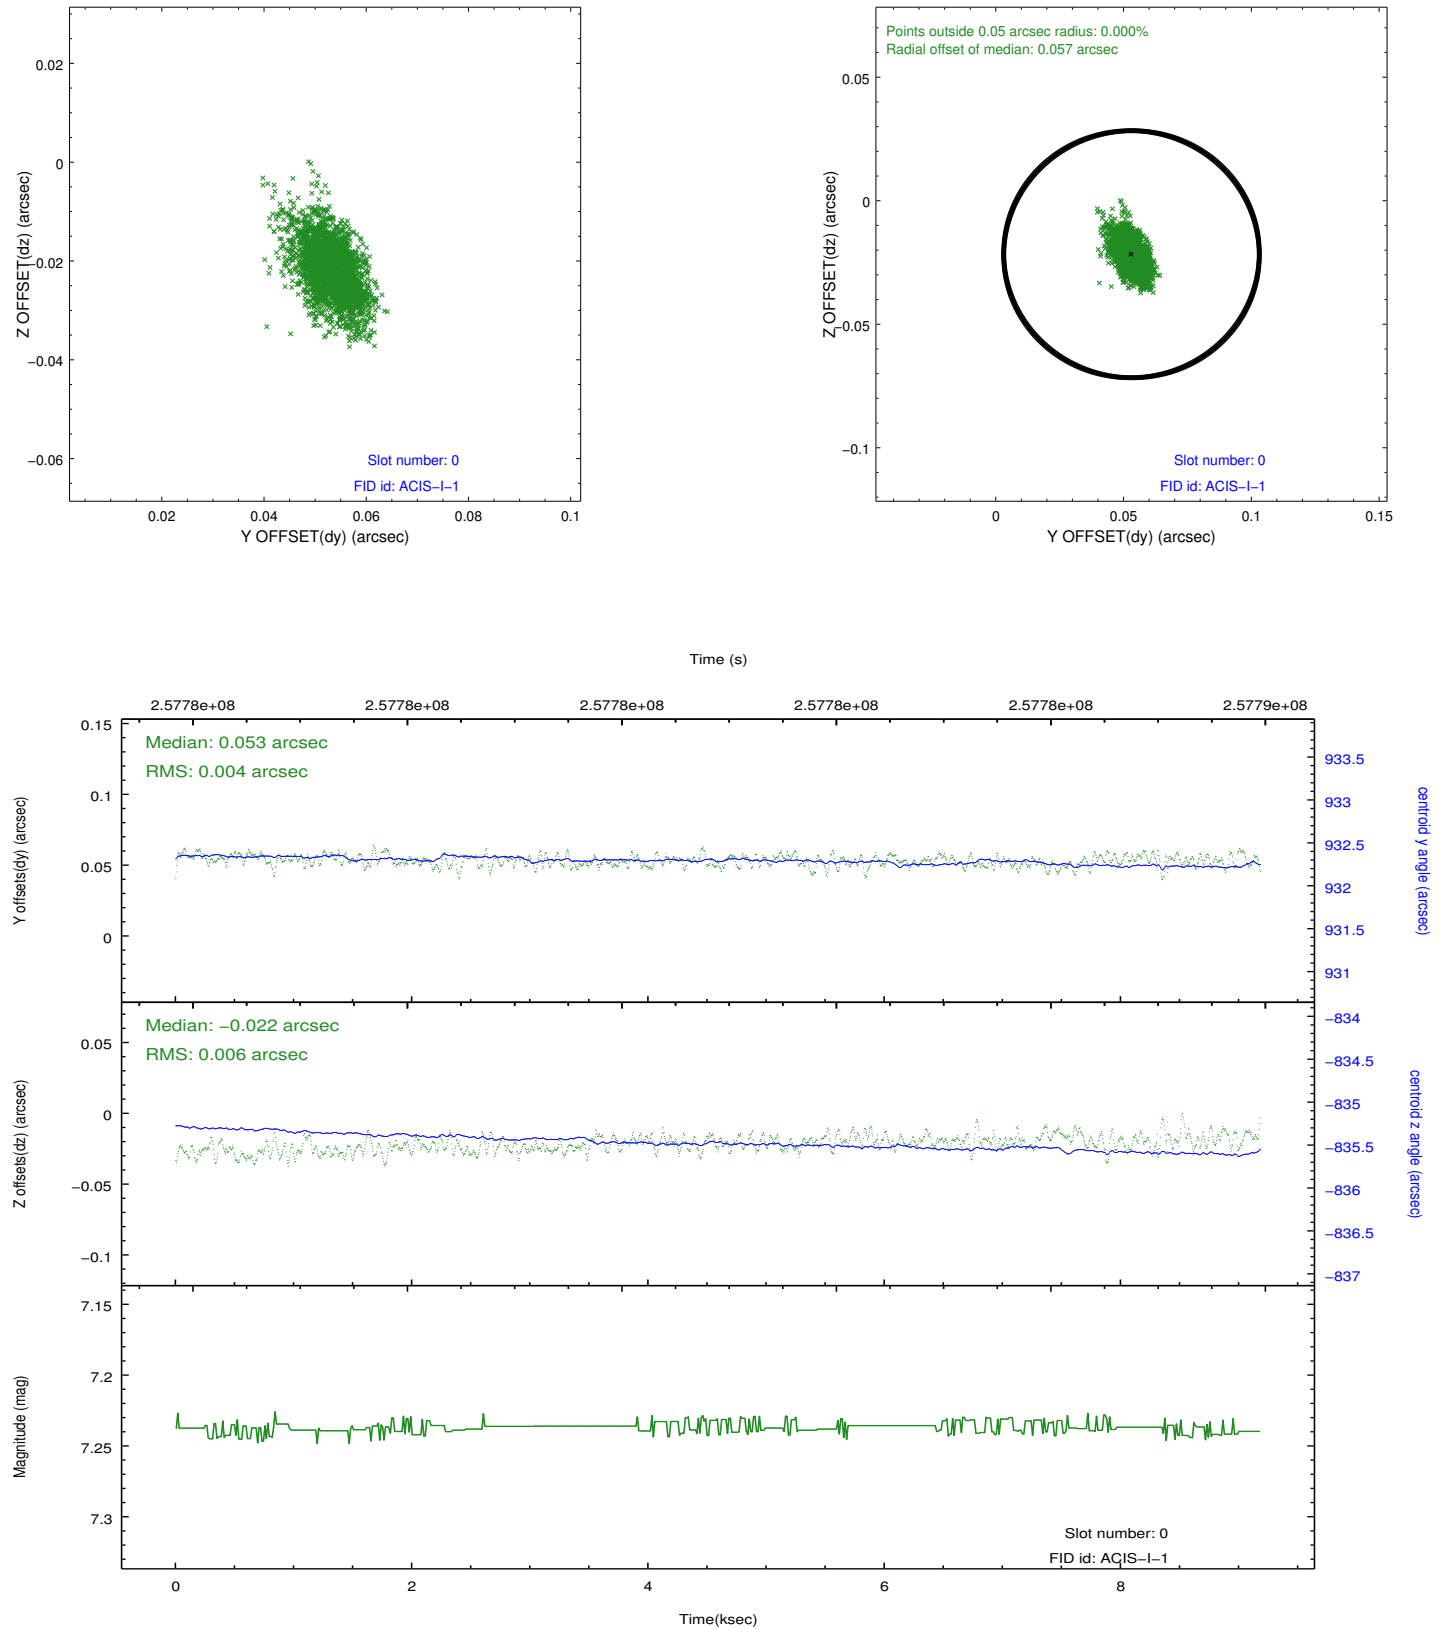 0.02
0
−0.02
−0.04
−0.06
Z OFFSET(dz) (arcsec)
Slot number: 0
FID id: ACIS−I−1
0.02 0.04 0.06 0.08 0.1
Y OFFSET(dy) (arcsec)
Points outside 0.05 arcsec radius: 0.000%
Radial offset of median: 0.057 arcsec
0.05
0
−0.05
−0.1
Z OFFSET(dz) (arcsec)
Slot number: 0
FID id: ACIS−I−1
0 0.05 0.1 0.15
Y OFFSET(dy) (arcsec)
Time (s)
2.5778e+08 2.5778e+08 2.5778e+08 2.5778e+08 2.5778e+08 2.5779e+08
Median: 0.053 arcsec
RMS: 0.004 arcsec
0.15
0.1
0.05
0
Y offsets(dy) (arcsec)
933.5
933
932.5
932
931.5
931
centroid y angle (arcsec)
Median: −0.022 arcsec
RMS: 0.006 arcsec
0.05
0
−0.05
−0.1
Z offsets(dz) (arcsec)
−834
−834.5
−835
−835.5
−836
−836.5
−837
centroid z angle (arcsec)
7.15
7.2
7.25
7.3
Magnitude (mag)
Slot number: 0
FID id: ACIS−I−1
0 2 4 6 8
Time(ksec)